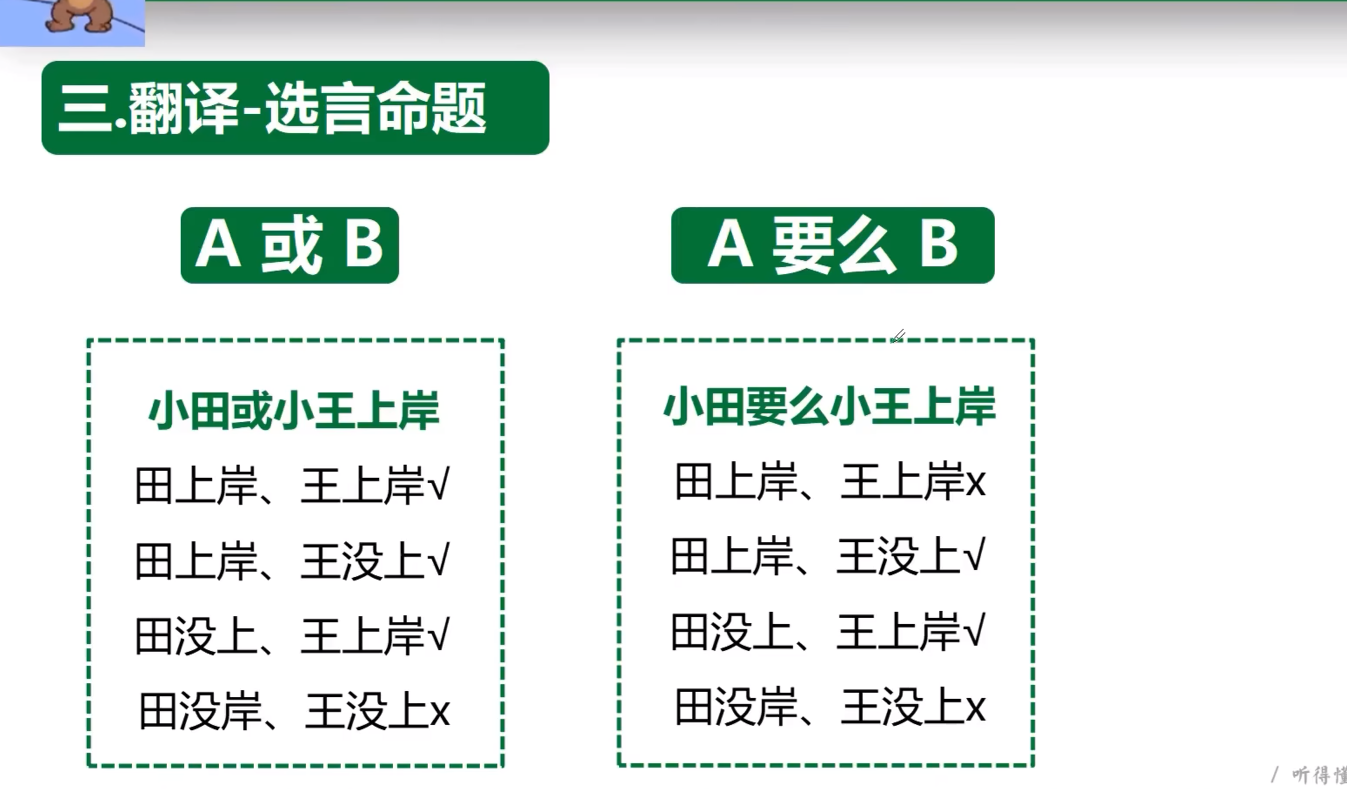 三.翻译-选言命题
A 或 B
A 要么 B
小田或小王上岸
田上岸、王上岸√
田上岸、王没上√
田没上、王上岸√
田没岸、王没上x
小田要么小王上岸
田上岸、王上岸x
田上岸、王没上√
田没上、王上岸√
田没岸、王没上x
/ 听得懂